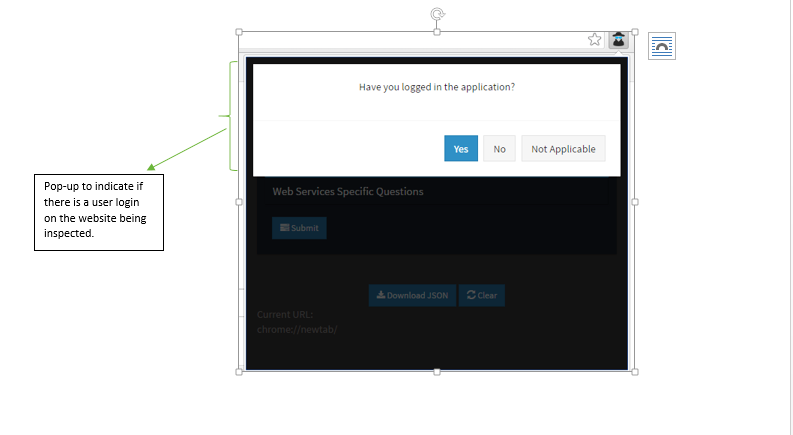 Have you logged in the application?
Yes
No
Not Applicable
Pop-up to indicate if
there is a user login
on the website being
inspected.
Web Services Specific Questions
Submit
Download JSON
Clear
Current URL:
chrome://newtab/